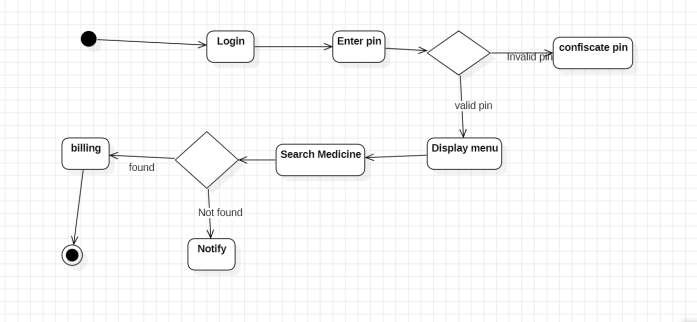 Login
Enter pin
Invalid pin
confiscate pin
valid pin
billing
found
Search Medicine
Display menu
Not found
Notify